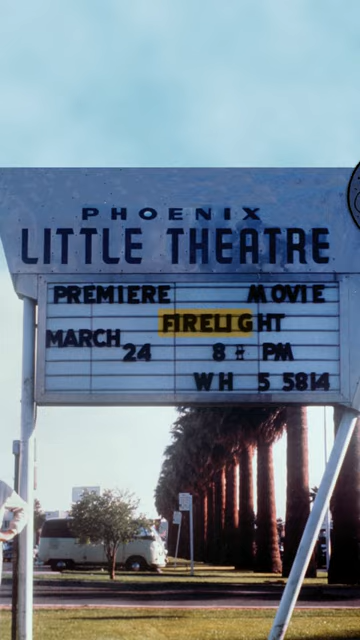 PHOENIX
LITTLE THEATRE
PREMIERE MOVIE
FIRELIGHT
MARCH 24 8 PM
WH 5 5814